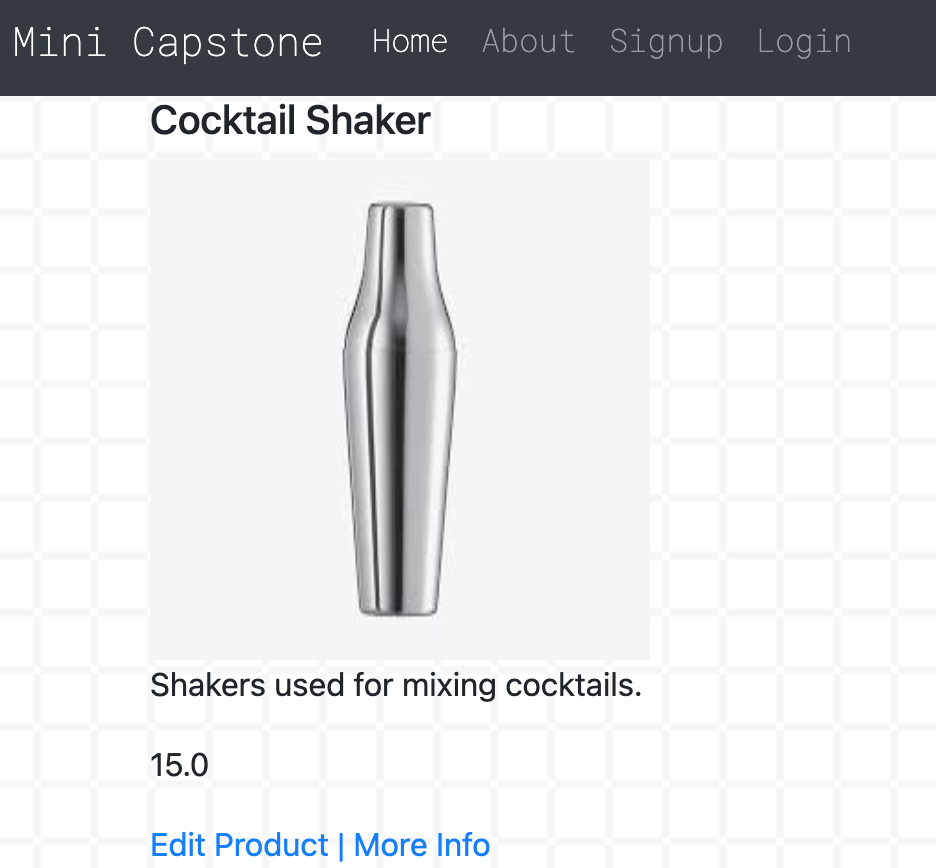 Mini Capstone Home About Signup Login
Cocktail Shaker
Shakers used for mixing cocktails.
15.0
Edit Product | More Info